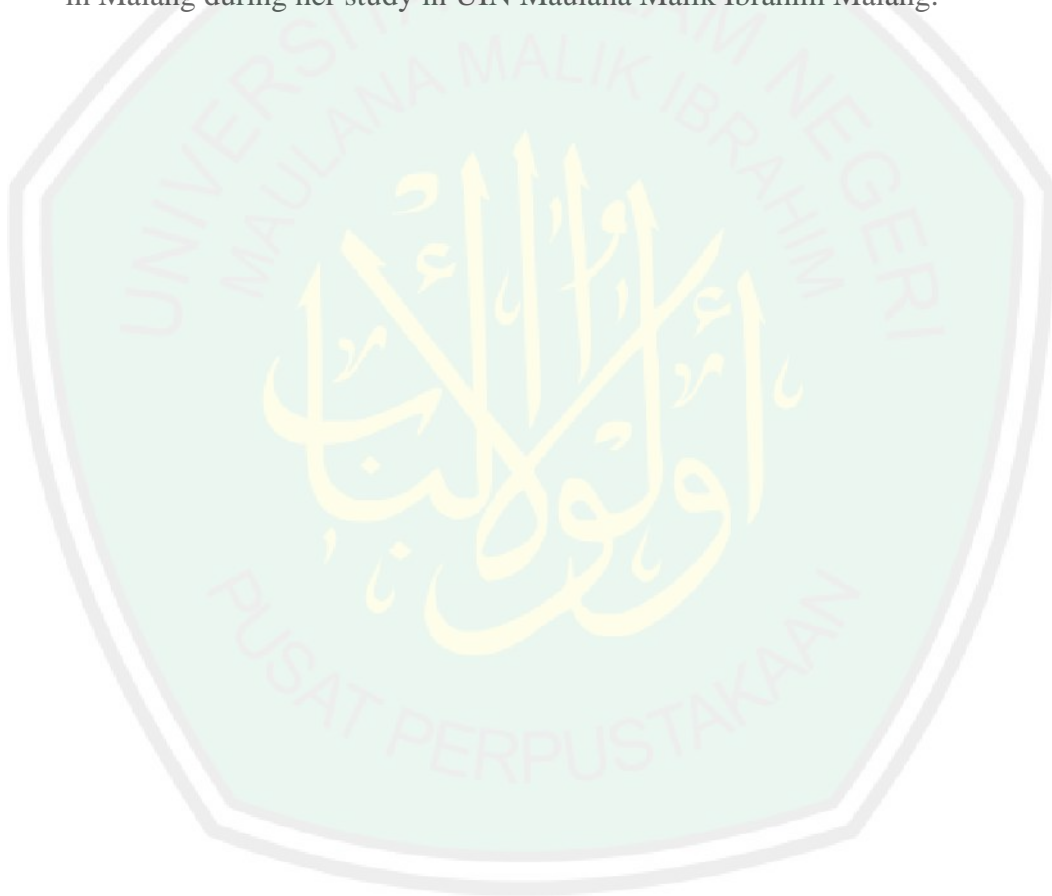 in Malang during her study in UIN Maulana Malik Ibrahim Malang.
UNIVERSITAS ISLAM NEGERI
MAULANA MALIK IBRAHIM
أولوا الألباب
PUSAT PERPUSTAKAAN